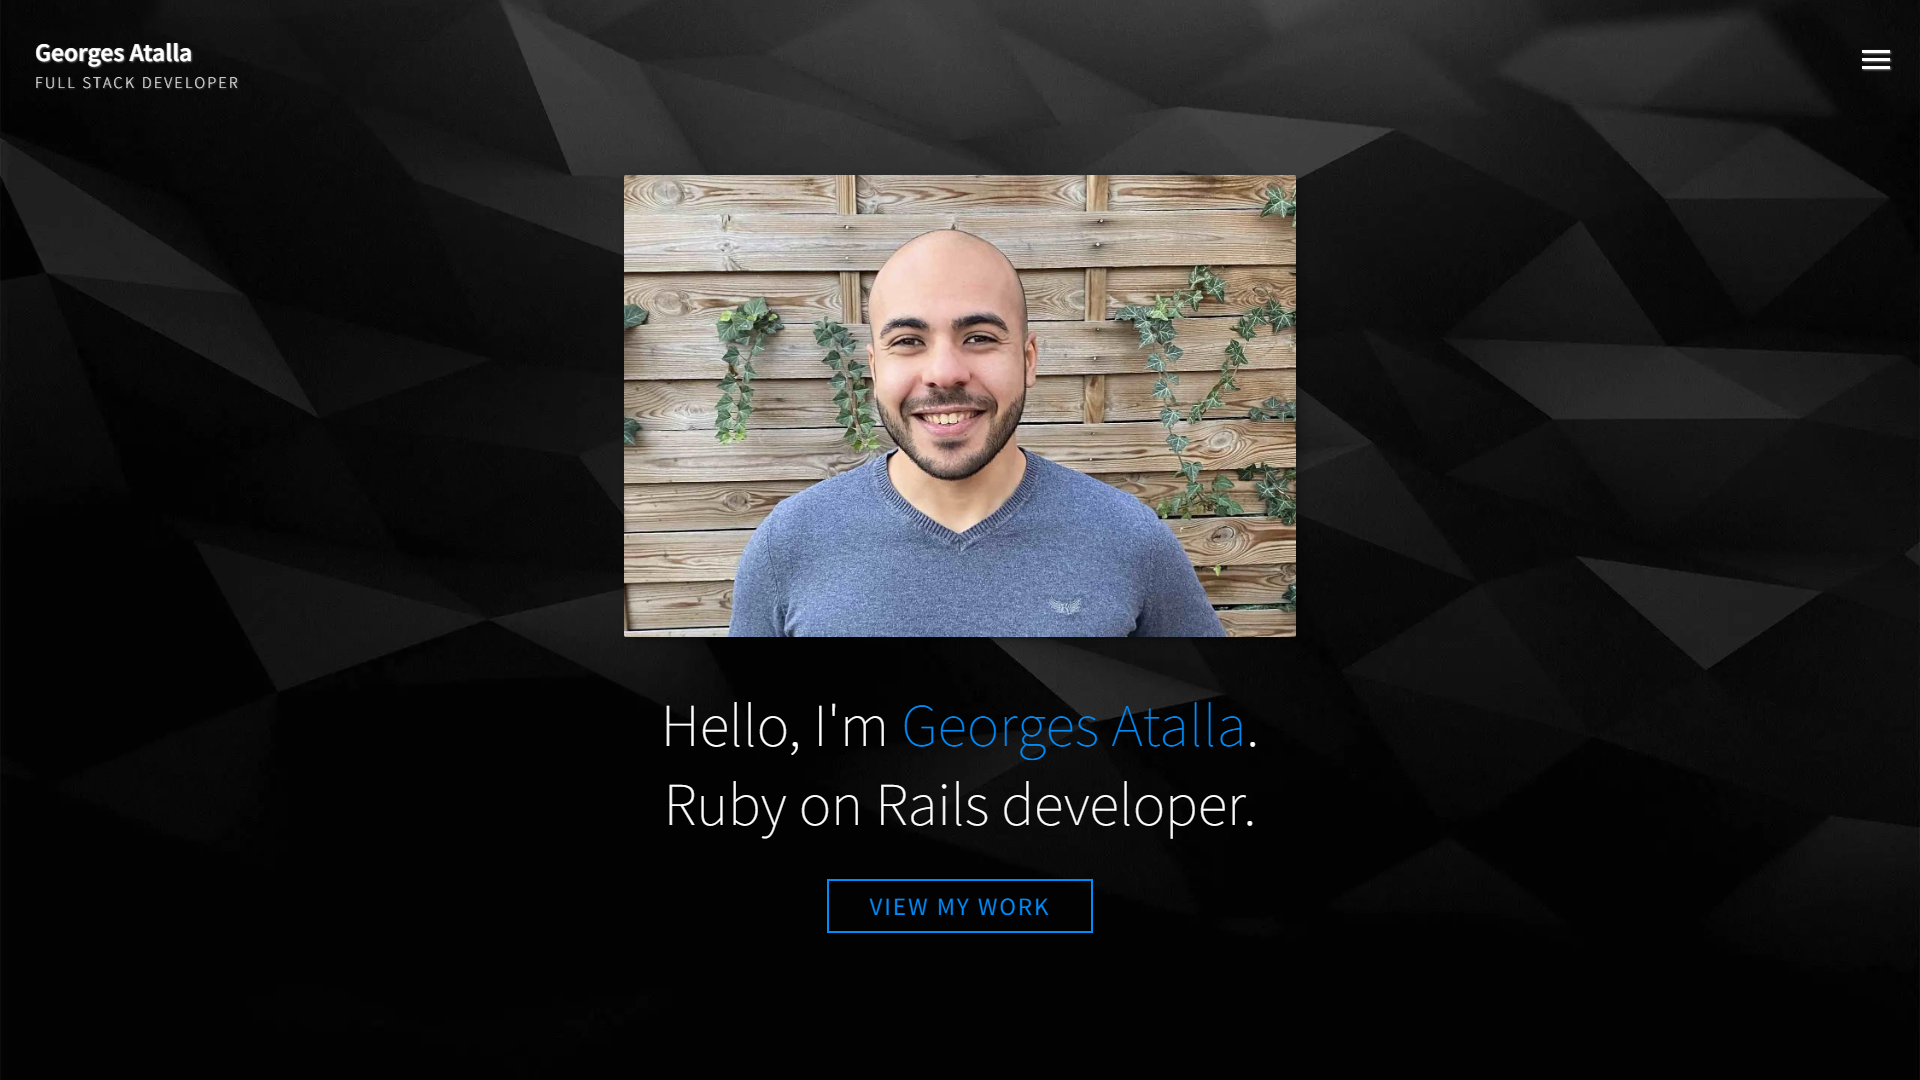 Georges Atalla
FULL STACK DEVELOPER
Hello, I'm Georges Atalla.
Ruby on Rails developer.
VIEW MY WORK